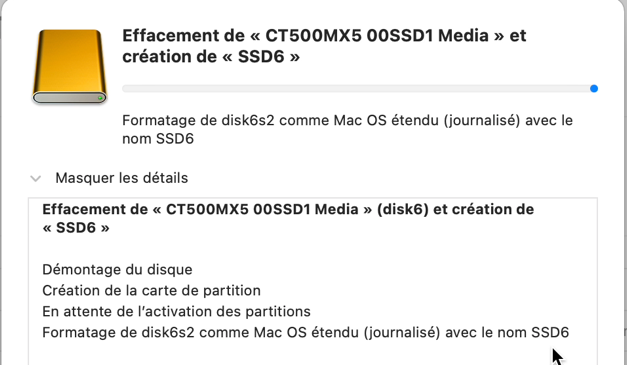 Effacement de « CT500MX5 00SSD1 Media » et
création de « SSD6 »
Formatage de disk6s2 comme Mac OS étendu (journalisé) avec le
nom SSD6
Masquer les détails
Effacement de « CT500MX5 00SSD1 Media » (disk6) et création de
« SSD6 »
Démontage du disque
Création de la carte de partition
En attente de l’activation des partitions
Formatage de disk6s2 comme Mac OS étendu (journalisé) avec le nom SSD6